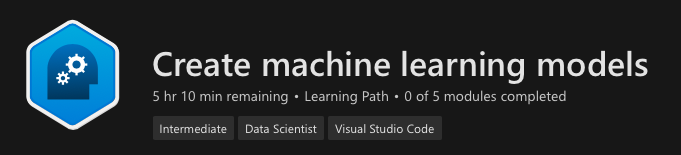 Create machine learning models
5 hr 10 min remaining • Learning Path • 0 of 5 modules completed
Intermediate Data Scientist Visual Studio Code